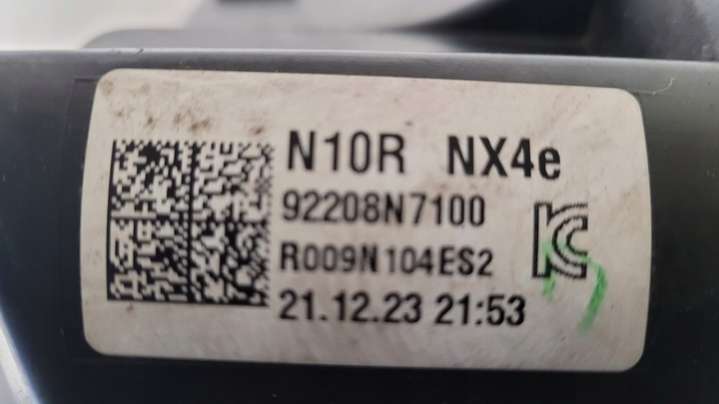 N10R NX4e
92208N7100
R009N104ES2
21.12.23 21:53